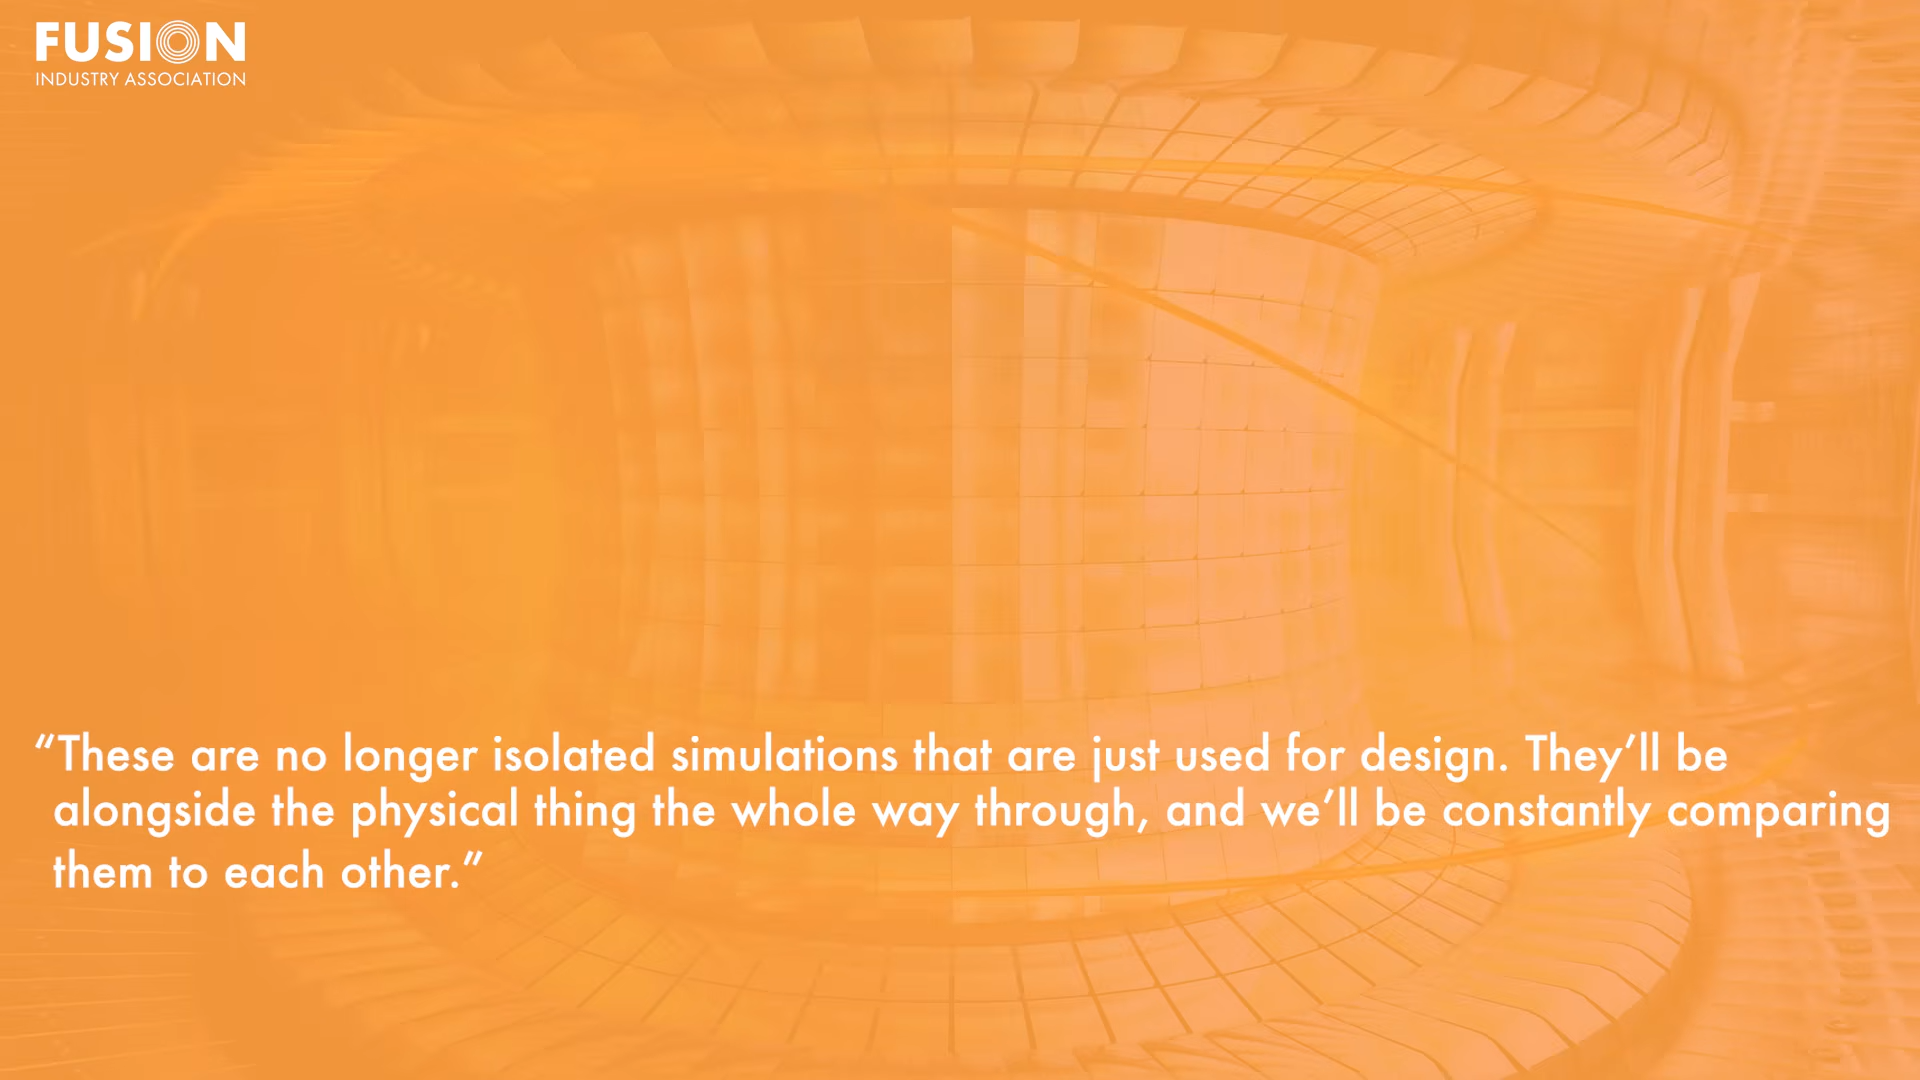 FUSION
INDUSTRY ASSOCIATION
“These are no longer isolated simulations that are just used for design. They’ll be
alongside the physical thing the whole way through, and we’ll be constantly comparing
them to each other.”